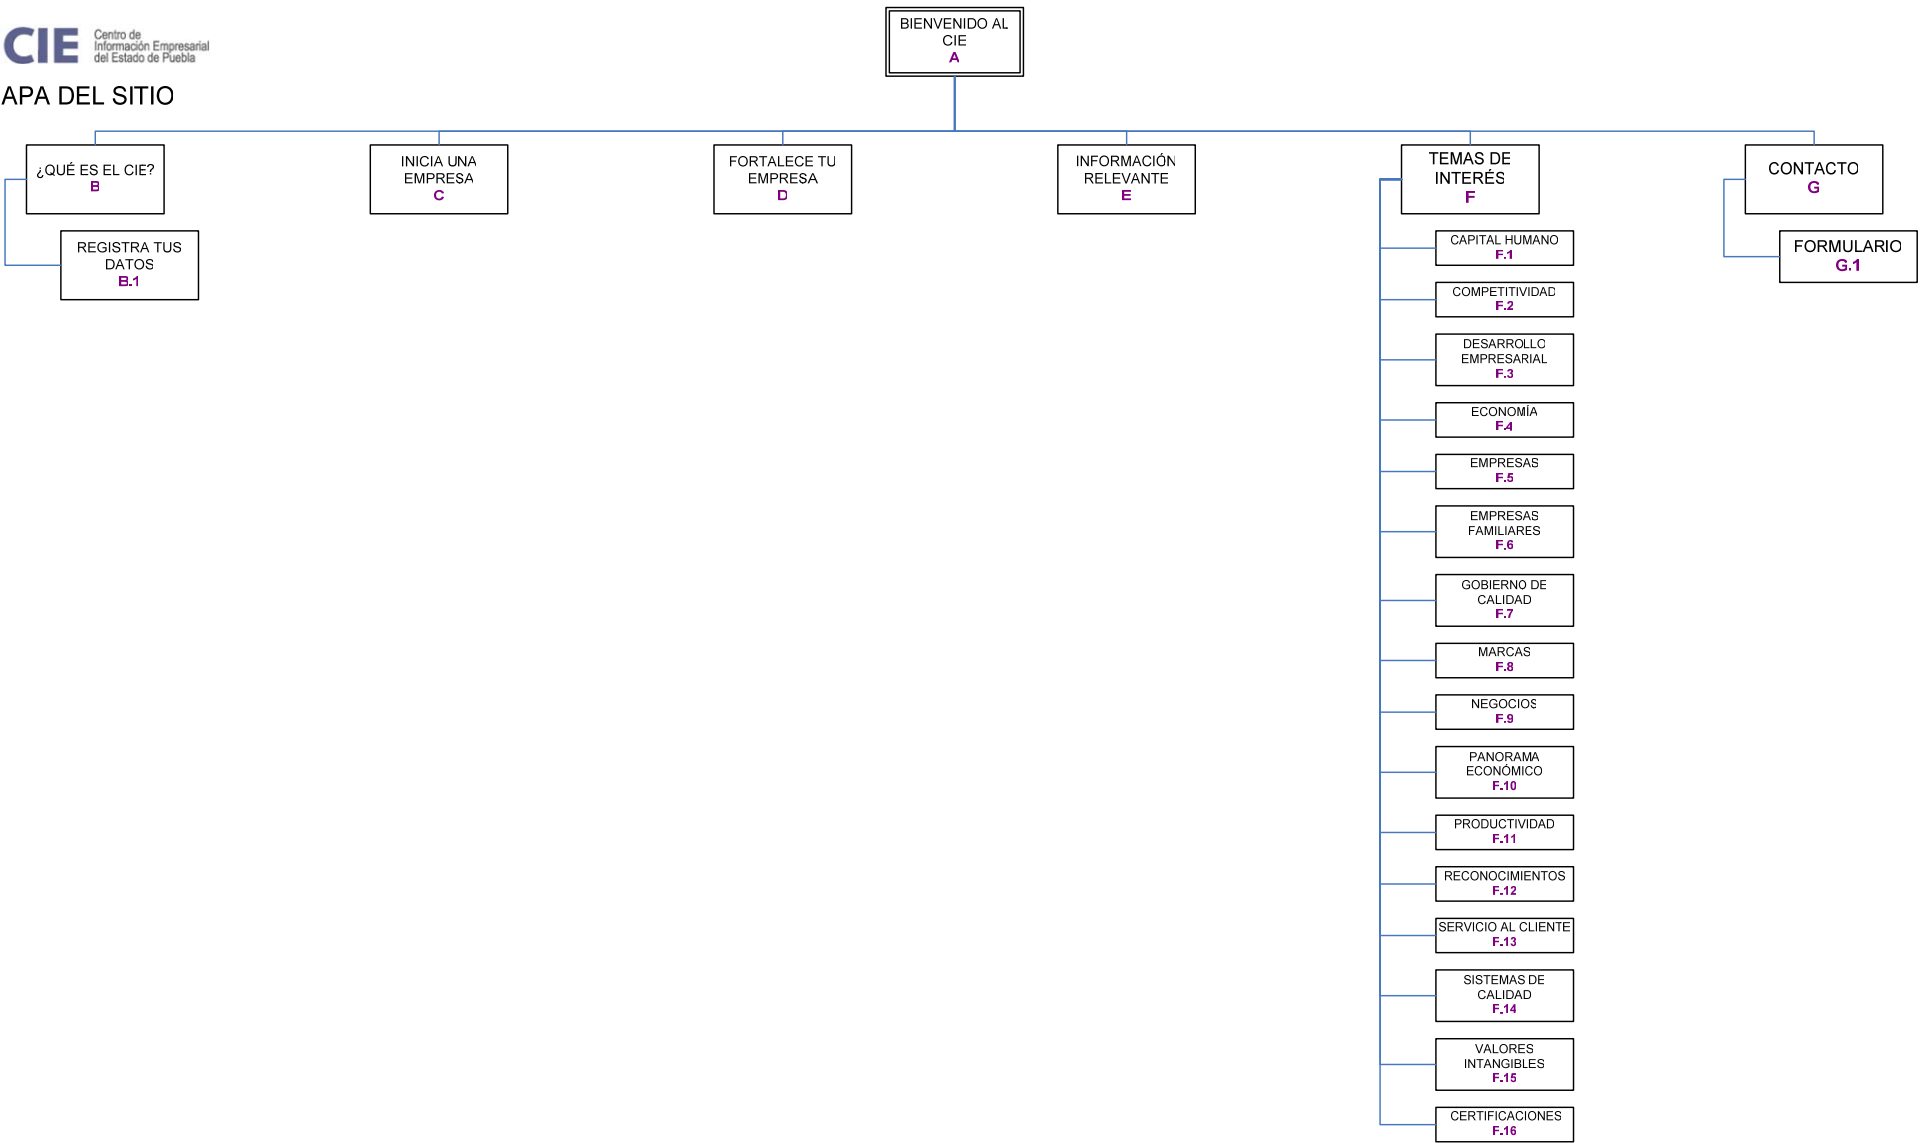 CIE
Centro de
Información Empresarial
del Estado de Puebla
APA DEL SITIO
BIENVENIDO AL
CIE
A
¿QUÉ ES EL CIE?
B
REGISTRA TUS
DATOS
B.1
INICIA UNA
EMPRESA
C
FORTALECE TU
EMPRESA
D
INFORMACIÓN
RELEVANTE
E
TEMAS DE
INTERÉS
F
CAPITAL HUMANO
F.1
COMPETITIVIDAD
F.2
DESARROLLO
EMPRESARIAL
F.3
ECONOMÍA
F.4
EMPRESAS
F.5
EMPRESAS
FAMILIARES
F.6
GOBIERNO DE
CALIDAD
F.7
MARCAS
F.8
NEGOCIOS
F.9
PANORAMA
ECONÓMICO
F.10
PRODUCTIVIDAD
F.11
RECONOCIMIENTOS
F.12
SERVICIO AL CLIENTE
F.13
SISTEMAS DE
CALIDAD
F.14
VALORES
INTANGIBLES
F.15
CERTIFICACIONES
F.16
CONTACTO
G
FORMULARIO
G.1